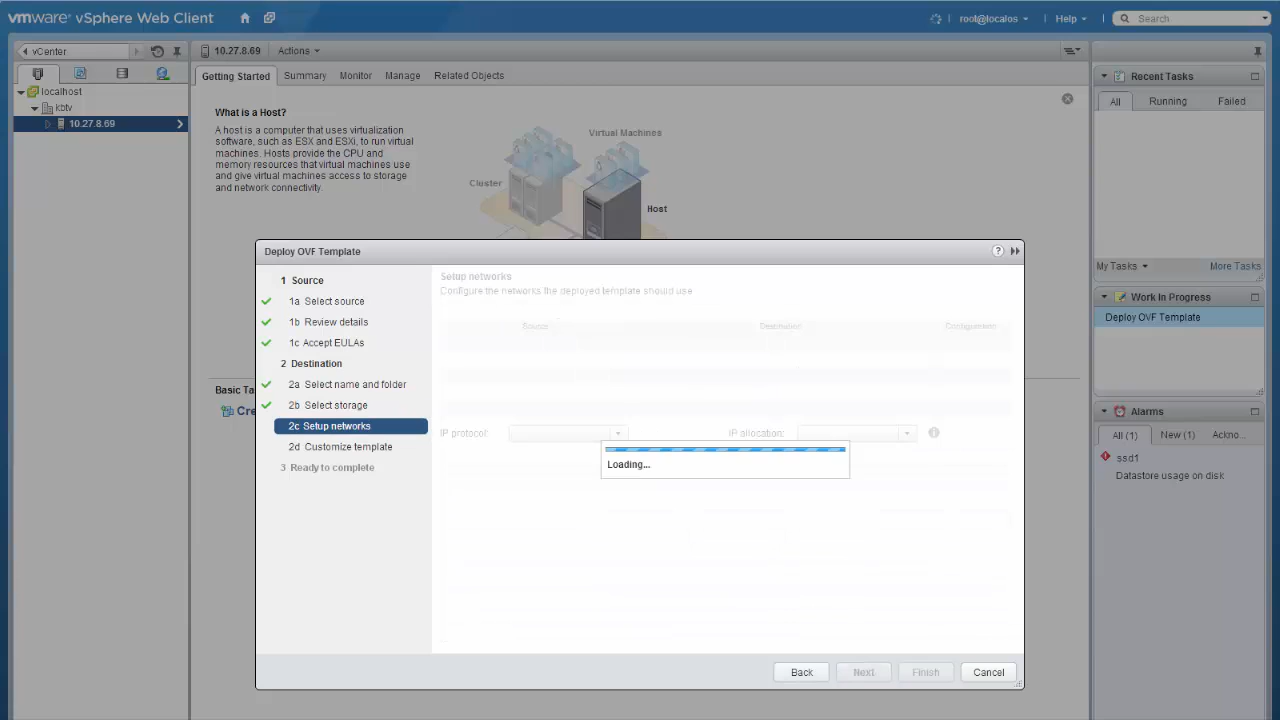 vmware® vSphere Web Client
root@localos
Help
Search
vCenter
localhost
kbtv
10.27.8.69
10.27.8.69
Actions
Getting Started
Summary
Monitor
Manage
Related Objects
What is a Host?
A host is a computer that uses virtualization
software, such as ESX and ESXi, to run virtual
machines. Hosts provide the CPU and
memory resources that virtual machines use
and give virtual machines access to storage
and network connectivity.
Virtual Machines
Cluster
Host
Basic Ta
Cre
Deploy OVF Template
1 Source
1a Select source
1b Review details
1c Accept EULAs
2 Destination
2a Select name and folder
2b Select storage
2c Setup networks
2d Customize template
3 Ready to complete
Setup networks
Configure the networks the deployed template should use
Source
Destination
Configuration
IP protocol:
IP allocation:
Loading...
Back
Next
Finish
Cancel
Recent Tasks
All
Running
Failed
My Tasks
More Tasks
Work In Progress
Deploy OVF Template
Alarms
All (1)
New (1)
Ackno...
ssd1
Datastore usage on disk